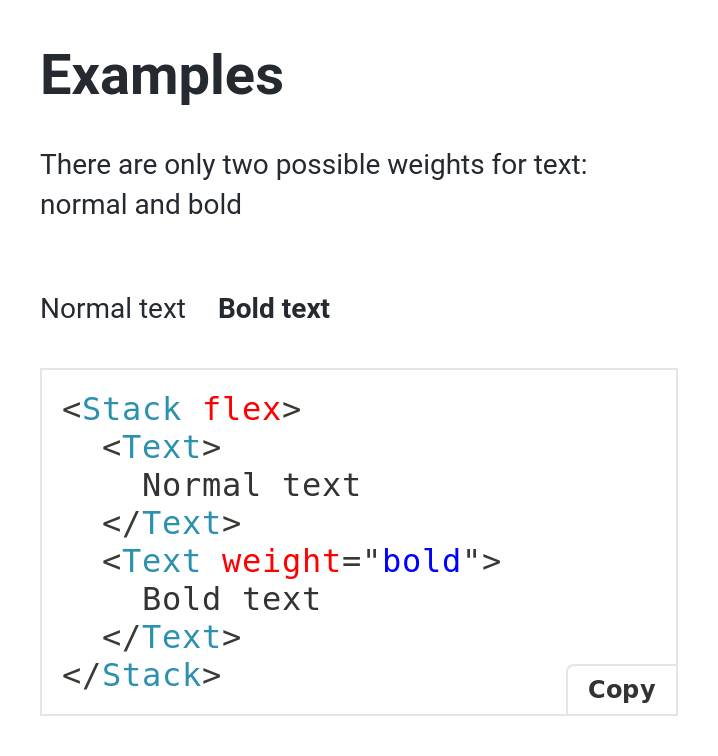 Examples
There are only two possible weights for text:
normal and bold
Normal text Bold text
<Stack flex>
  <Text>
    Normal text
  </Text>
  <Text weight="bold">
    Bold text
  </Text>
</Stack>
Copy